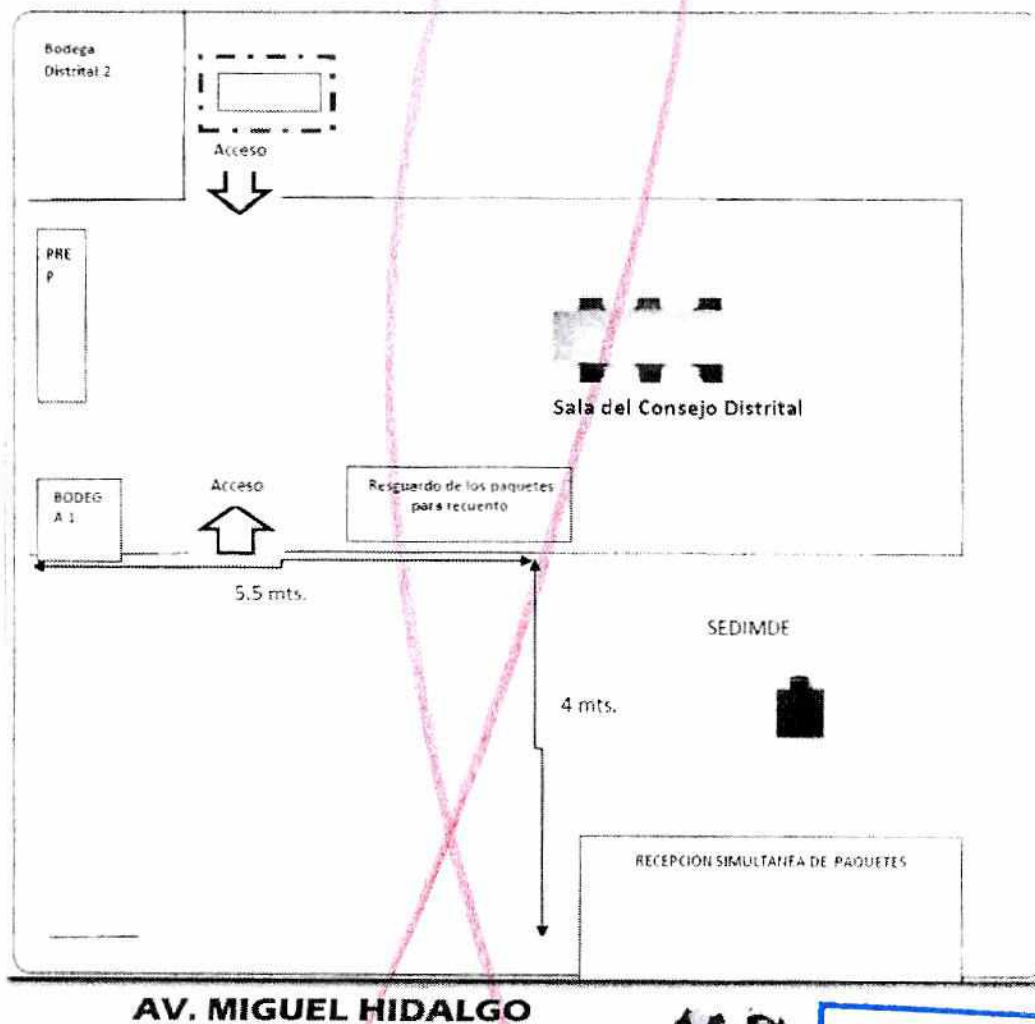 Bodega
Distrital 2
Acceso
PRE
P
Sala del Consejo Distrital
BODEG
A 1
Acceso
Resguardo de los paquetes
para recuento
5.5 mts.
SEDIMDE
4 mts.
RECEPCION SIMULTANEA DE PAQUETES
AV. MIGUEL HIDALGO